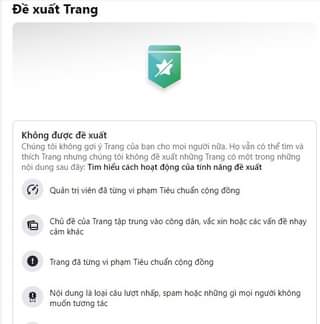 Đề xuất Trang
Không được đề xuất
Chúng tôi không gợi ý Trang của bạn cho mọi người nữa. Họ vẫn có thể tìm và
thích Trang nhưng chúng tôi không đề xuất những Trang có một trong những
nội dung sau đây: Tìm hiểu cách hoạt động của tính năng đề xuất
Quản trị viên đã từng vi phạm Tiêu chuẩn cộng đồng
Chủ đề của Trang tập trung vào công dân, vắc xin hoặc các vấn đề nhạy
cảm khác
Trang đã từng vi phạm Tiêu chuẩn cộng đồng
Nội dung là loại câu lượt nhấp, spam hoặc những gì mọi người không
muốn tương tác